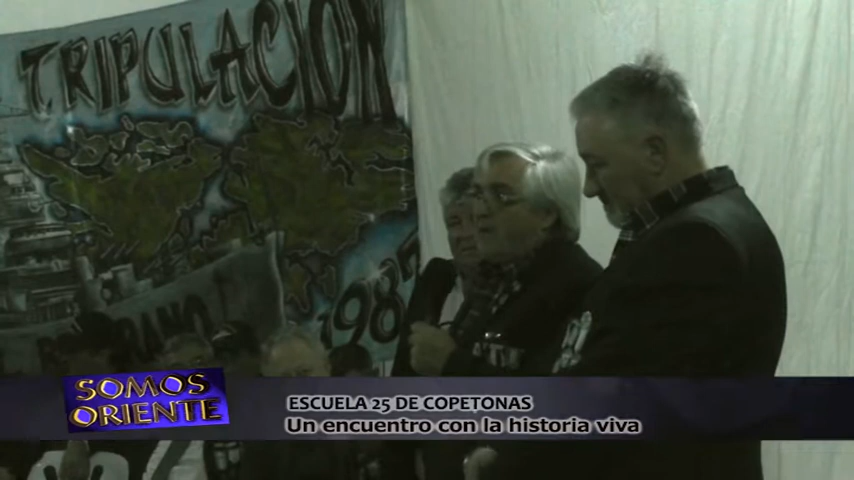 TRIPULACION
1982
SOMOS
ORIENTE
ESCUELA 25 DE COPETONAS
Un encuentro con la historia viva